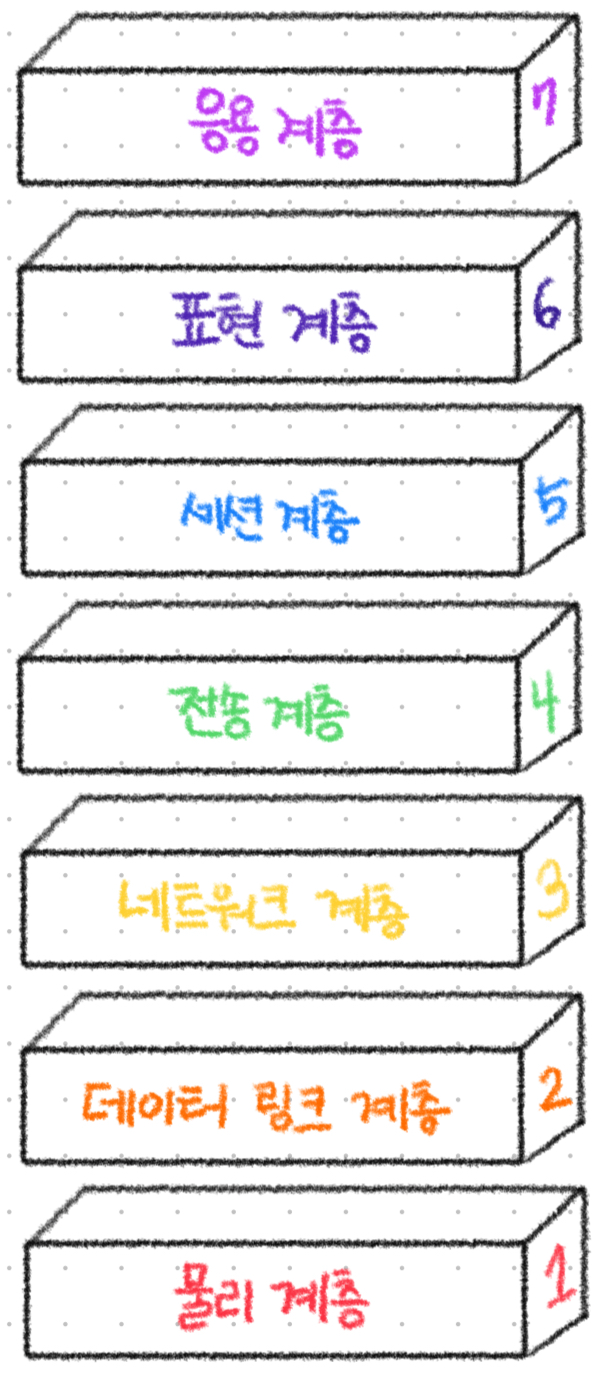 응용 계층 7
표현 계층 6
세션 계층 5
전송 계층 4
네트워크 계층 3
데이터 링크 계층 2
물리 계층 1